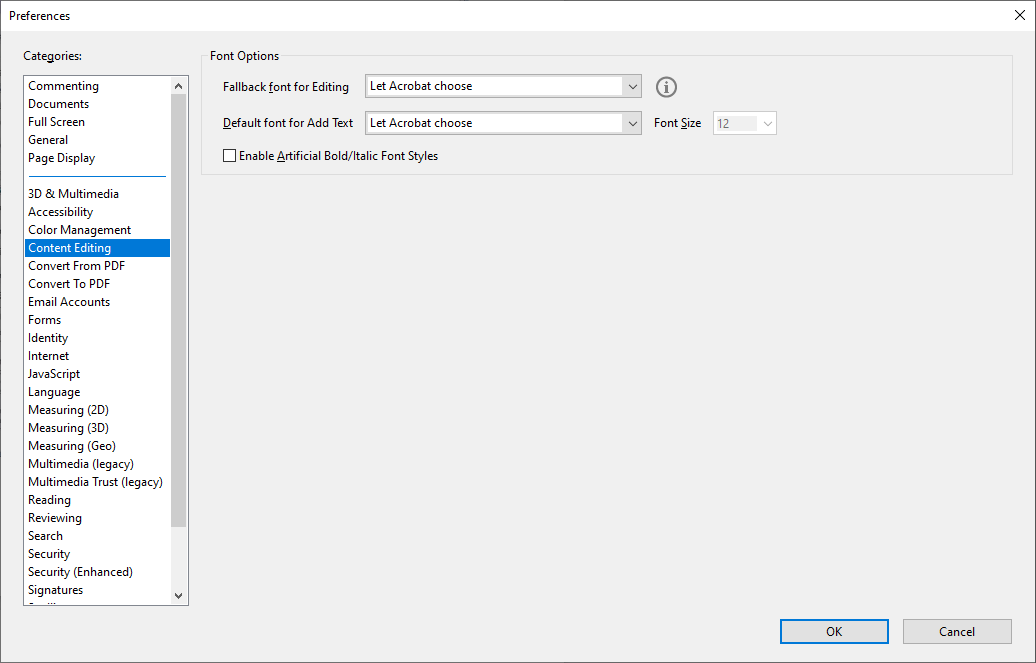 Preferences
Categories:
Commenting
Documents
Full Screen
General
Page Display
3D & Multimedia
Accessibility
Color Management
Content Editing
Convert From PDF
Convert To PDF
Email Accounts
Forms
Identity
Internet
JavaScript
Language
Measuring (2D)
Measuring (3D)
Measuring (Geo)
Multimedia (legacy)
Multimedia Trust (legacy)
Reading
Reviewing
Search
Security
Security (Enhanced)
Signatures
Font Options
Fallback font for Editing Let Acrobat choose
Default font for Add Text Let Acrobat choose Font Size 12
Enable Artificial Bold/Italic Font Styles
OK Cancel